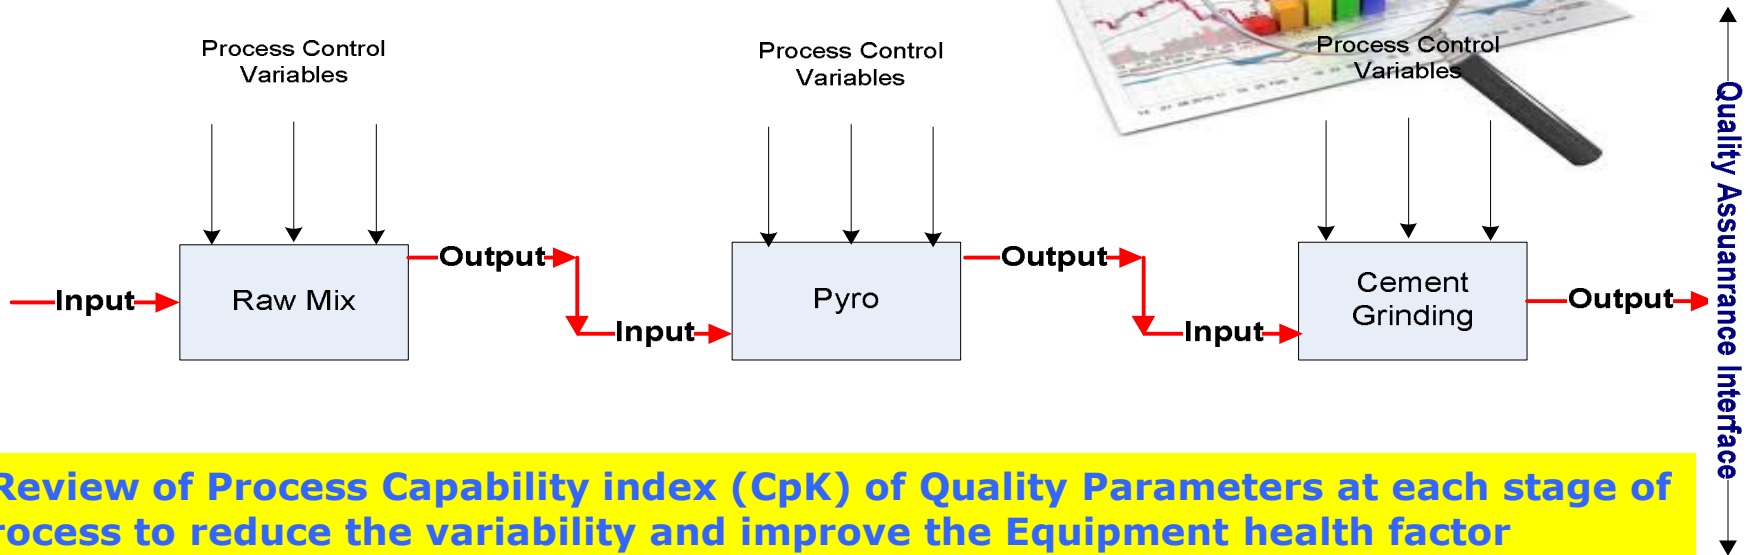 Process Control
Variables
Process Control
Variables
Process Control
Variables
Output
Output
Input
Raw Mix
Input
Pyro
Input
Cement
Grinding
Output
Quality Assuanrance Interface
Review of Process Capability index (CpK) of Quality Parameters at each stage of
rocess to reduce the variability and improve the Equipment health factor